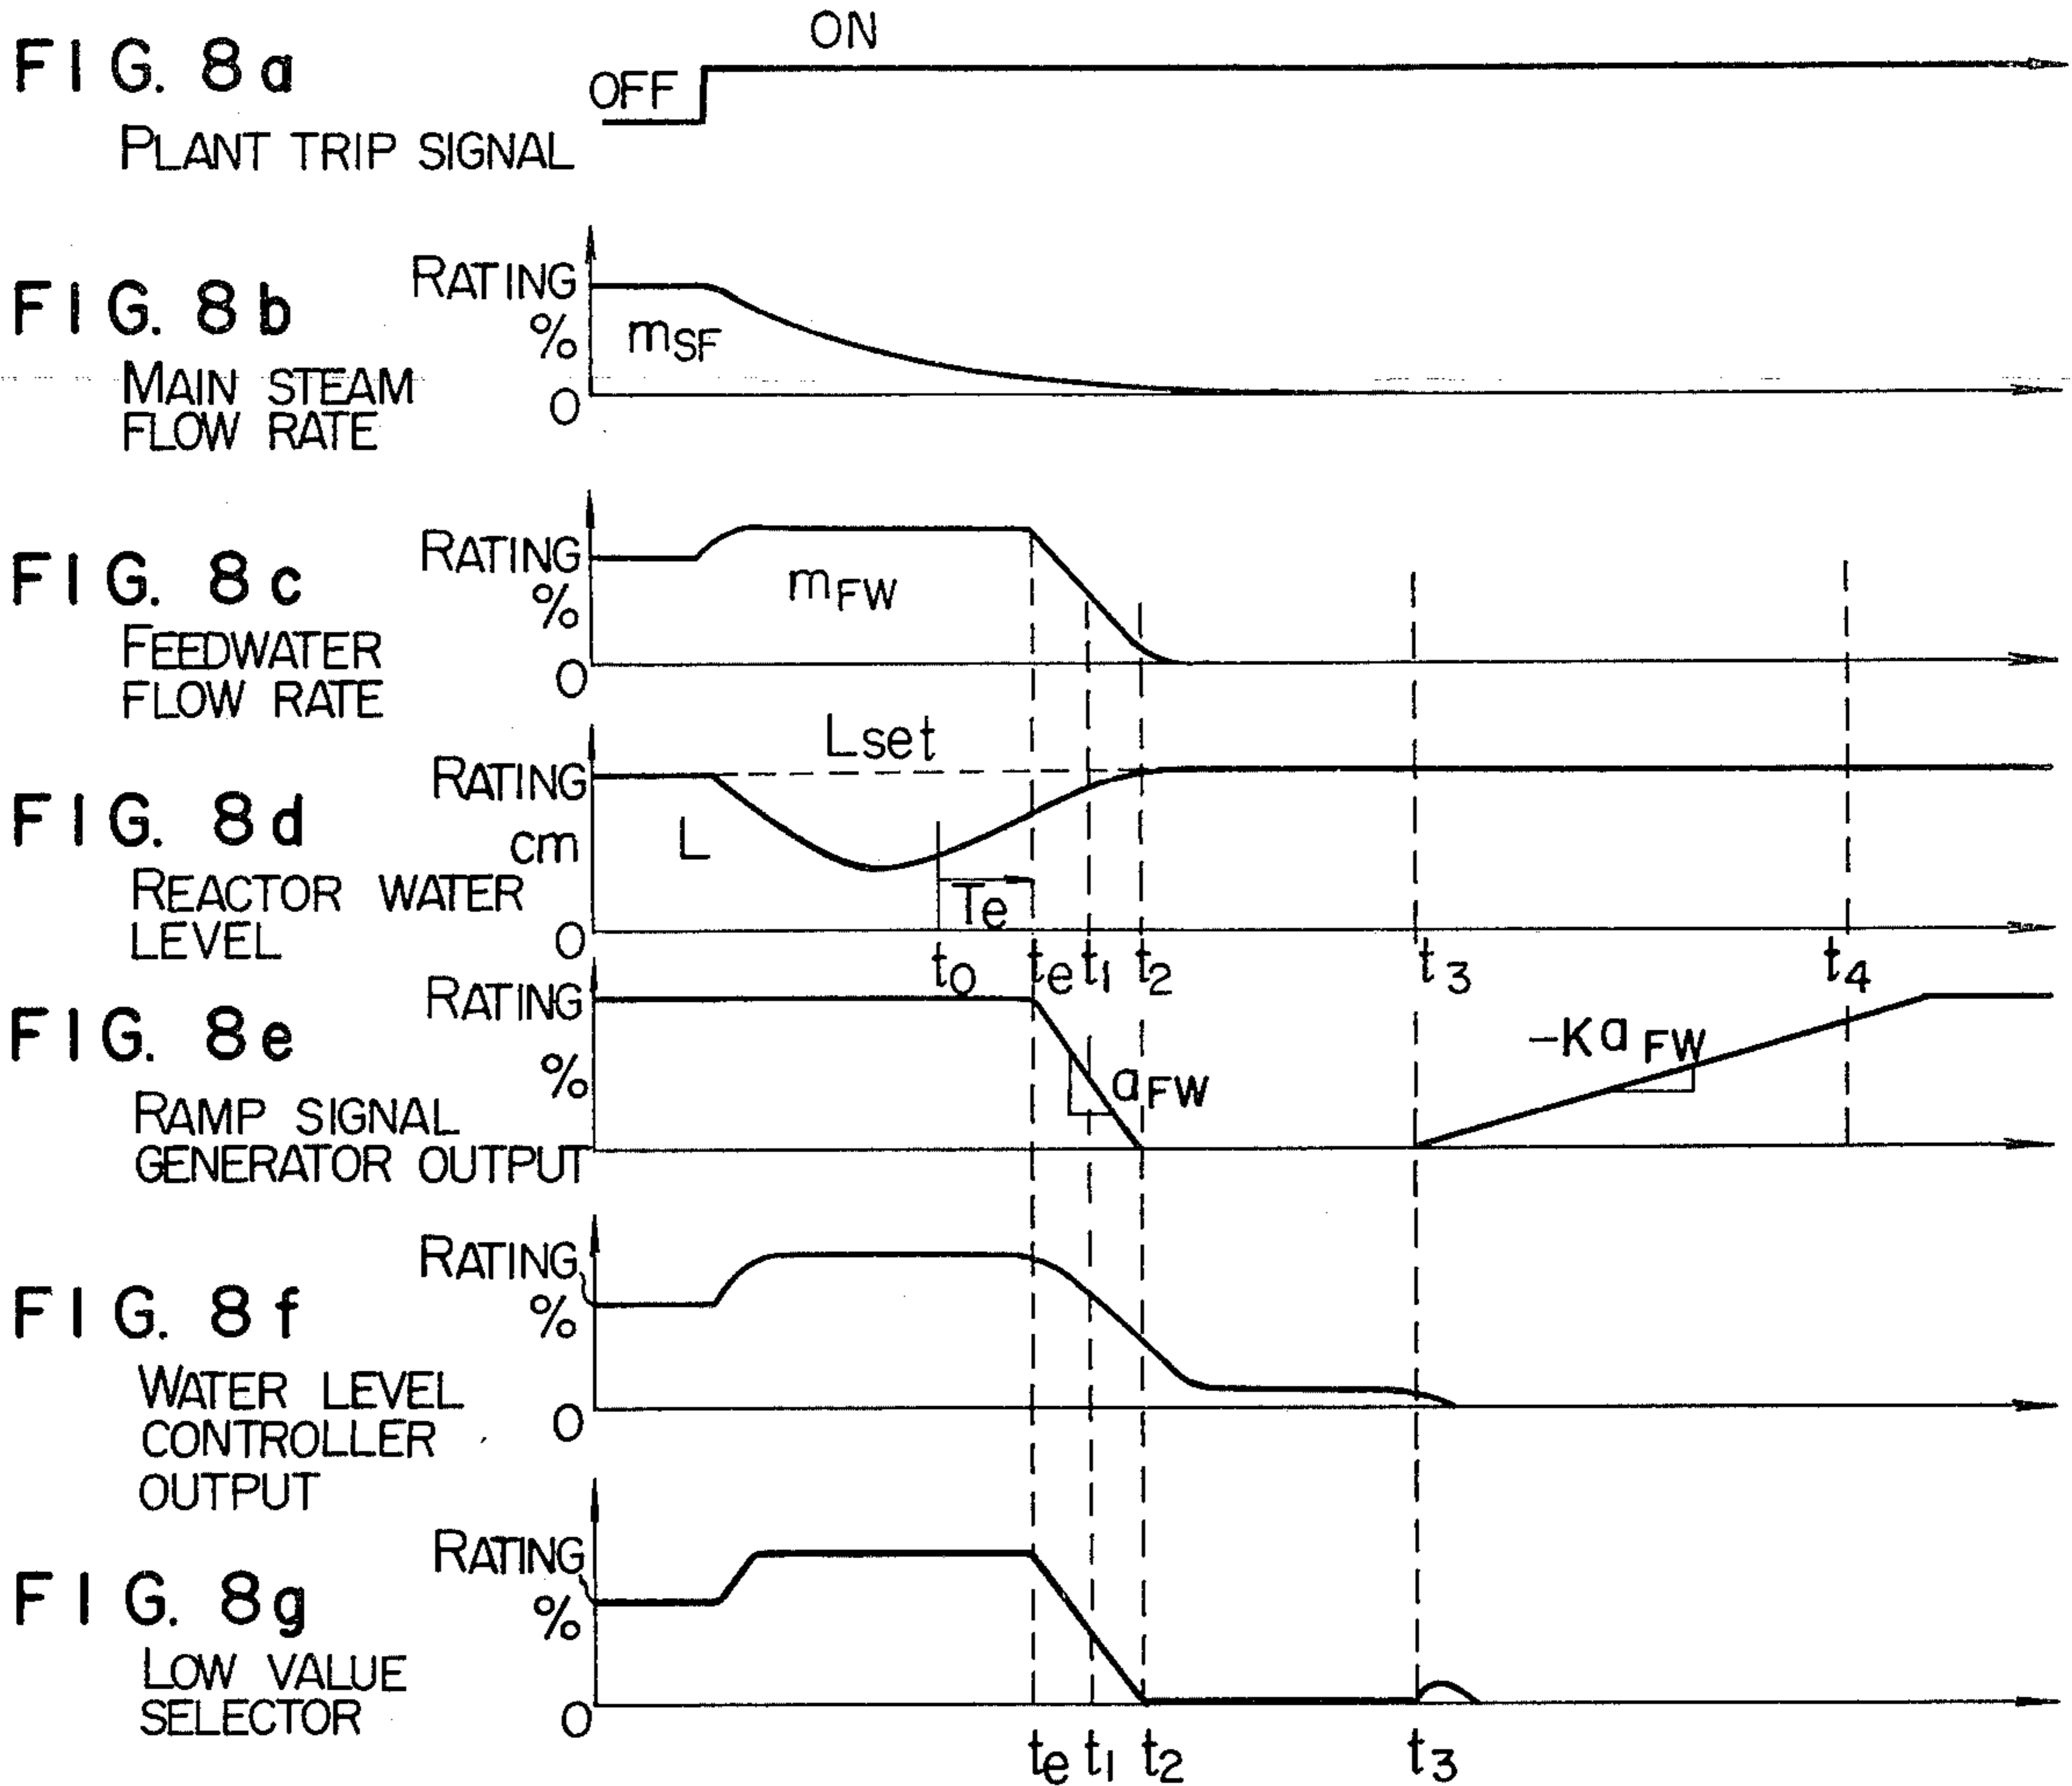 ON
FIG. 8a
OFF
PLANT TRIP SIGNAL
RATING
FIG. 8b
%
mSF
MAIN STEAM
FLOW RATE
0
RATING
FIG. 8c
%
mFW
FEEDWATER
FLOW RATE
0
Lset
RATING
FIG. 8d
cm
L
REACTOR WATER
LEVEL
Te
0
t0
te
t1
t2
t3
t4
RATING
FIG. 8e
%
aFW
-KaFW
RAMP SIGNAL
GENERATOR OUTPUT
RATING
FIG. 8f
%
WATER LEVEL
CONTROLLER
OUTPUT
0
RATING
FIG. 8g
%
LOW VALUE
SELECTOR
0
te
t1
t2
t3